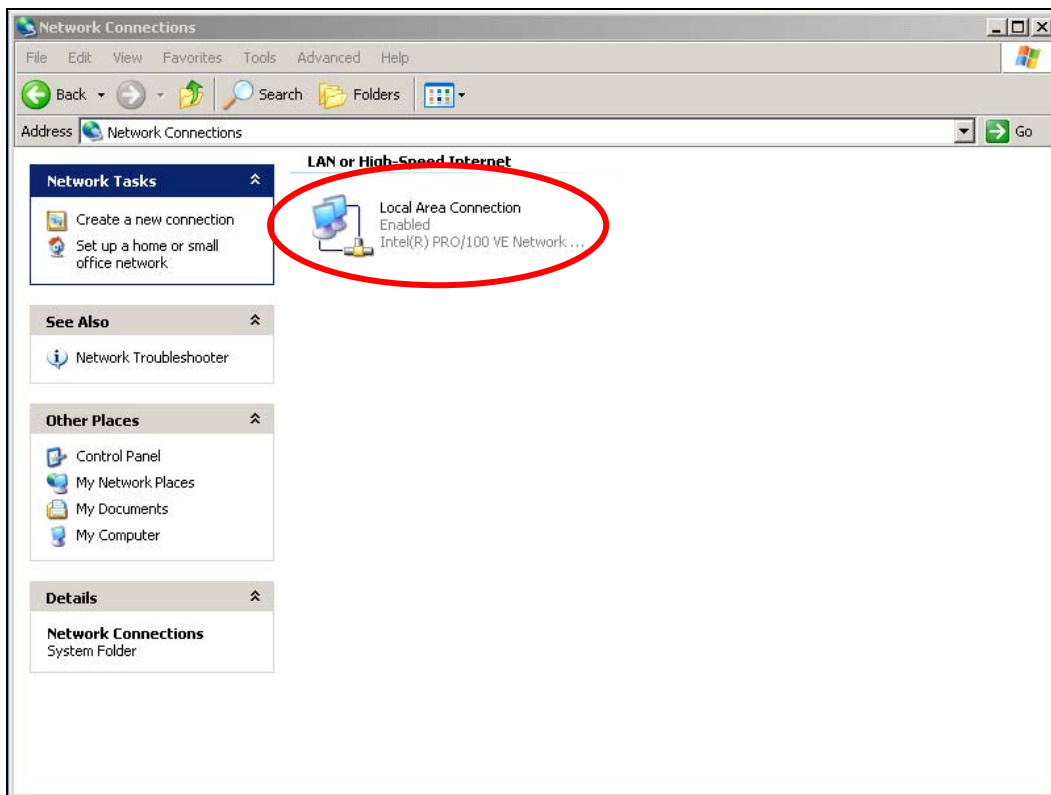 Network Connections
File Edit View Favorites Tools Advanced Help
Back Search Folders
Address Network Connections Go
Network Tasks
Create a new connection
Set up a home or small
office network
See Also
Network Troubleshooter
Other Places
Control Panel
My Network Places
My Documents
My Computer
Details
Network Connections
System Folder
LAN or High-Speed Internet
Local Area Connection
Enabled
Intel(R) PRO/100 VE Network ...